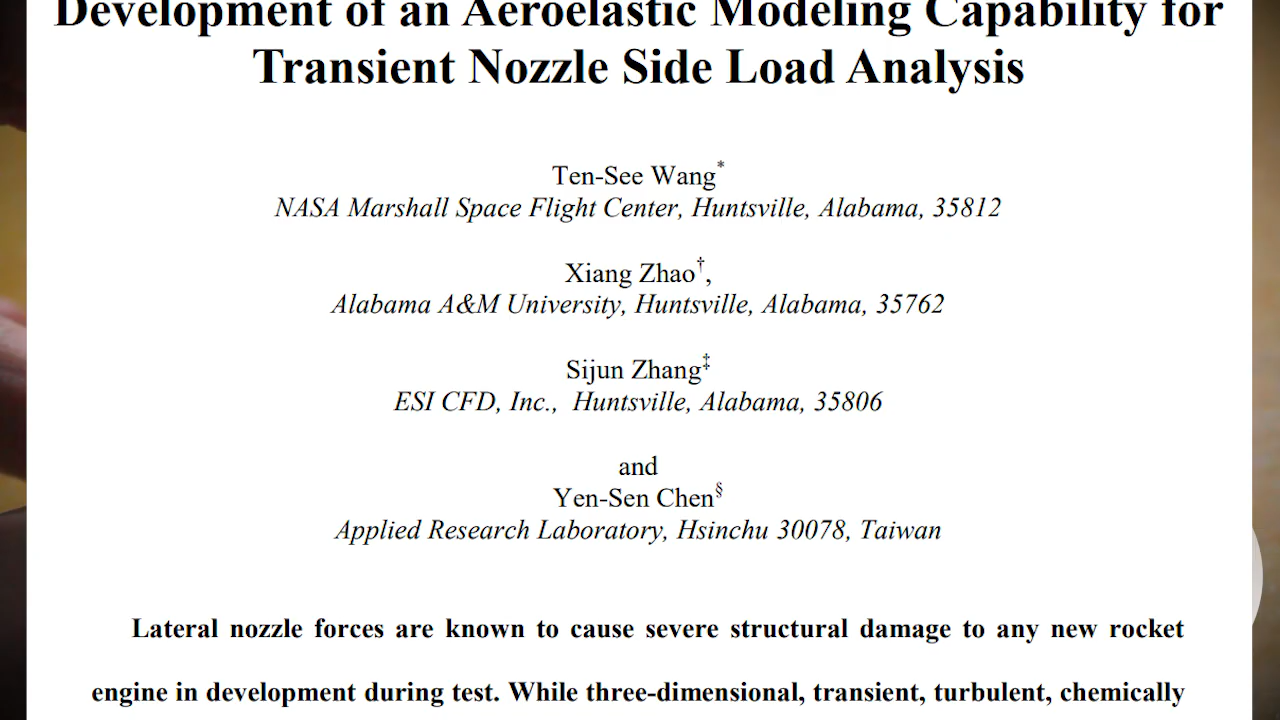 Development of an Aeroelastic Modeling Capability for
Transient Nozzle Side Load Analysis
Ten-See Wang*
NASA Marshall Space Flight Center, Huntsville, Alabama, 35812
Xiang Zhao†,
Alabama A&M University, Huntsville, Alabama, 35762
Sijun Zhang‡
ESI CFD, Inc., Huntsville, Alabama, 35806
and
Yen-Sen Chen§
Applied Research Laboratory, Hsinchu 30078, Taiwan
Lateral nozzle forces are known to cause severe structural damage to any new rocket
engine in development during test. While three-dimensional, transient, turbulent, chemically